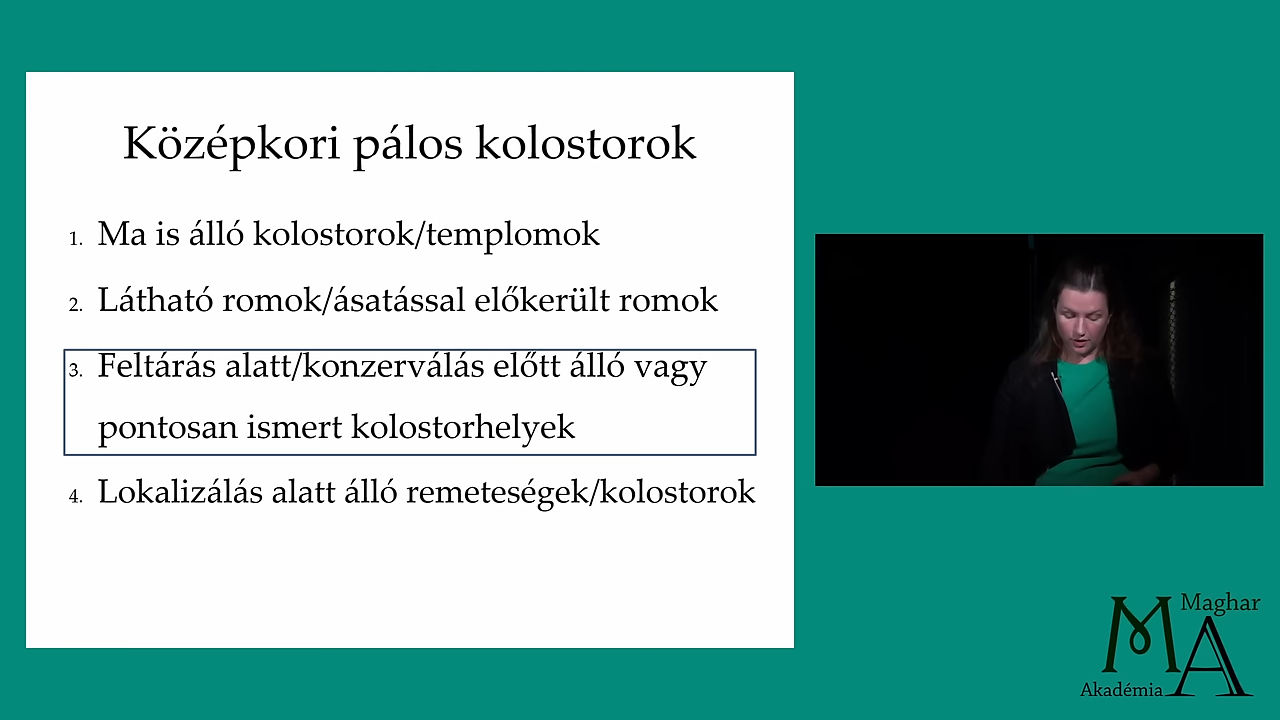 Középkori pálos kolostorok
1. Ma is álló kolostorok/templomok
2. Látható romok/ásatással előkerült romok
3. Feltárás alatt/konzerválás előtt álló vagy
pontosan ismert kolostorhelyek
4. Lokalizálás alatt álló remeteségek/kolostorok
Maghar
MA
Akadémia